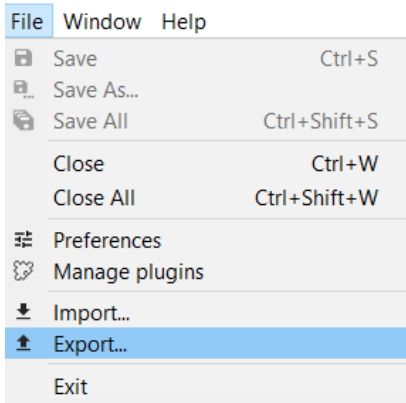 File Window Help
Save Ctrl+S
Save As...
Save All Ctrl+Shift+S
Close Ctrl+W
Close All Ctrl+Shift+W
Preferences
Manage plugins
Import...
Export...
Exit